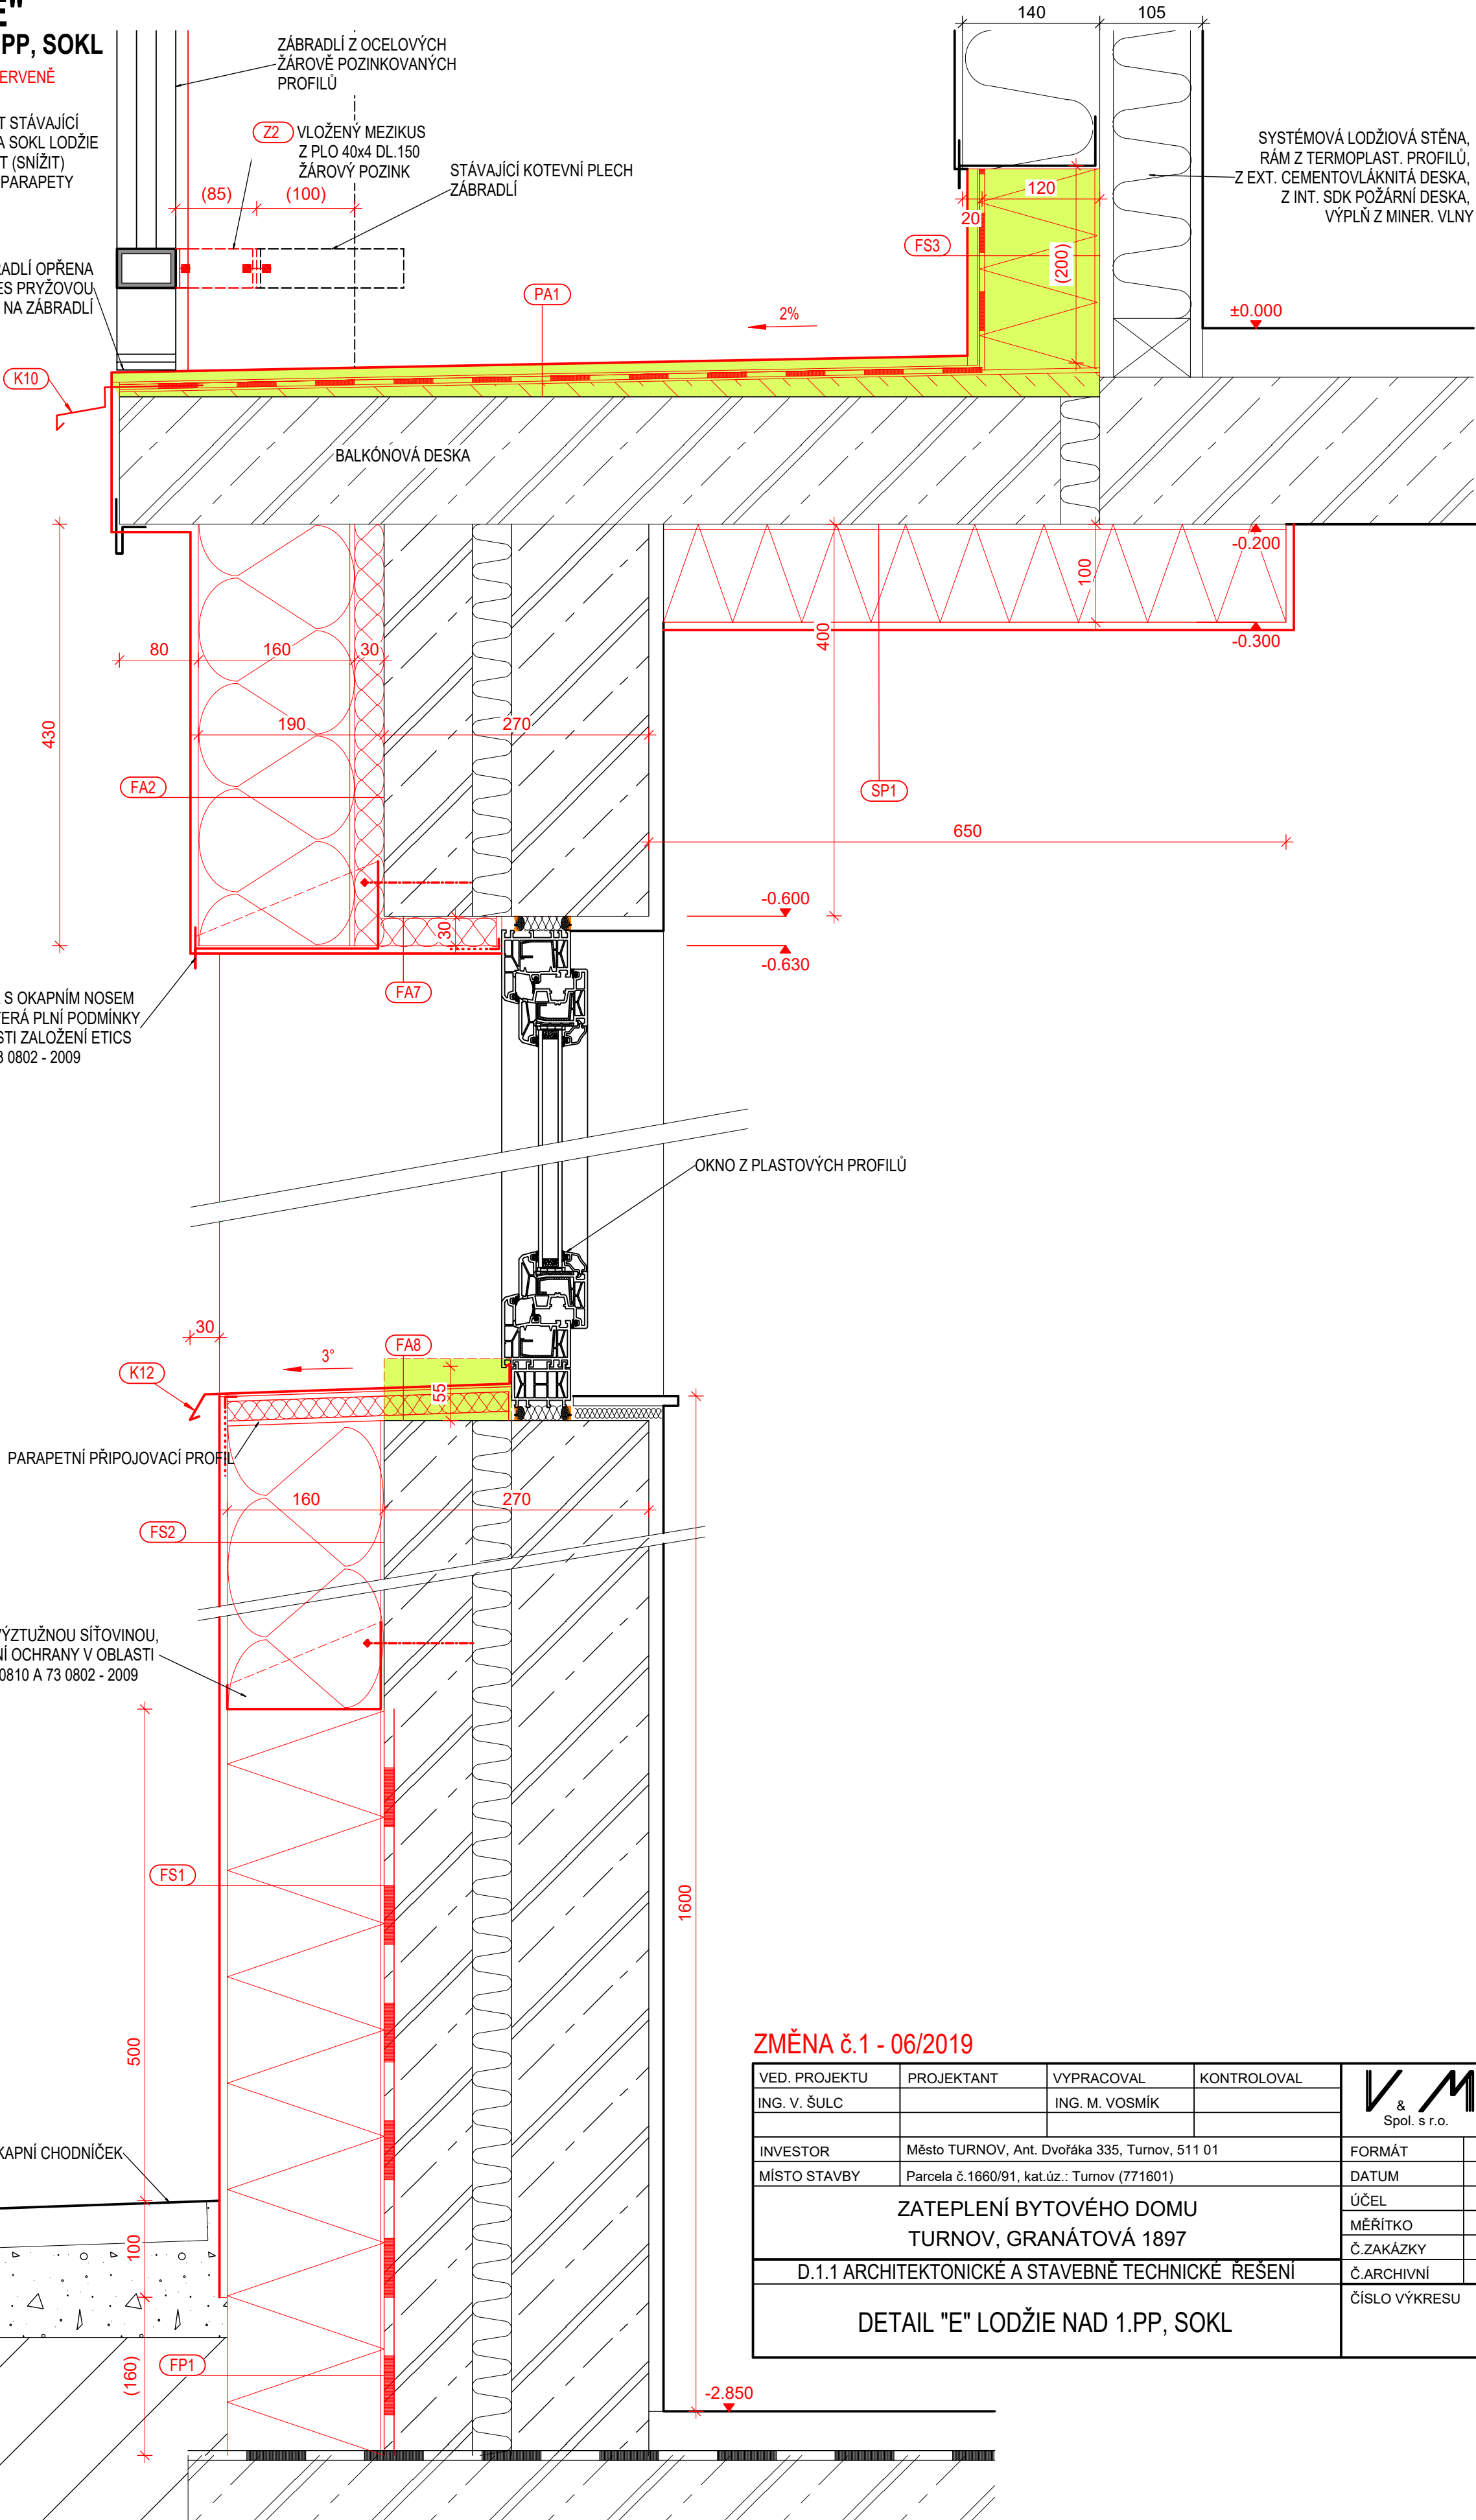 E"
PP, SOKL
ERVENĚ
T STÁVAJÍCÍ
A SOKL LODŽIE
T (SNÍŽIT)
PARAPETY
ZÁBRADLÍ Z OCELOVÝCH
ŽÁROVĚ POZINKOVANÝCH
PROFILŮ
Z2
VLOŽENÝ MEZIKUS
Z PLO 40x4 DL.150
ŽÁROVÝ POZINK
STÁVAJÍCÍ KOTEVNÍ PLECH
ZÁBRADLÍ
(85)
(100)
140
105
SYSTÉMOVÁ LODŽIOVÁ STĚNA,
RÁM Z TERMOPLAST. PROFILŮ,
Z EXT. CEMENTOVLÁKNITÁ DESKA,
Z INT. SDK POŽÁRNÍ DESKA,
VÝPLŇ Z MINER. VLNY
120
20
FS3
(200)
RADLÍ OPŘENA
ES PRYŽOVOU
NA ZÁBRADLÍ
PA1
2%
±0.000
K10
BALKÓNOVÁ DESKA
-0.200
100
-0.300
400
80
160
30
430
190
270
FA2
SP1
650
-0.600
-0.630
30
FA7
S OKAPNÍM NOSEM
TERÁ PLNÍ PODMÍNKY
STI ZALOŽENÍ ETICS
3 0802 - 2009
OKNO Z PLASTOVÝCH PROFILŮ
30
3°
FA8
K12
55
PARAPETNÍ PŘIPOJOVACÍ PROFIL
160
270
FS2
VÝZTUŽNOU SÍŤOVINOU,
NÍ OCHRANY V OBLASTI
0810 A 73 0802 - 2009
FS1
1600
500
KAPNÍ CHODNÍČEK
100
(160)
FP1
-2.850
ZMĚNA č.1 - 06/2019
VED. PROJEKTU
PROJEKTANT
VYPRACOVAL
KONTROLOVAL
ING. V. ŠULC
ING. M. VOSMÍK
V & M
Spol. s r.o.
INVESTOR
Město TURNOV, Ant. Dvořáka 335, Turnov, 511 01
MÍSTO STAVBY
Parcela č.1660/91, kat.úz.: Turnov (771601)
ZATEPLENÍ BYTOVÉHO DOMU
TURNOV, GRANÁTOVÁ 1897
D.1.1 ARCHITEKTONICKÉ A STAVEBNĚ TECHNICKÉ ŘEŠENÍ
DETAIL "E" LODŽIE NAD 1.PP, SOKL
FORMÁT
DATUM
ÚČEL
MĚŘÍTKO
Č.ZAKÁZKY
Č.ARCHIVNÍ
ČÍSLO VÝKRESU